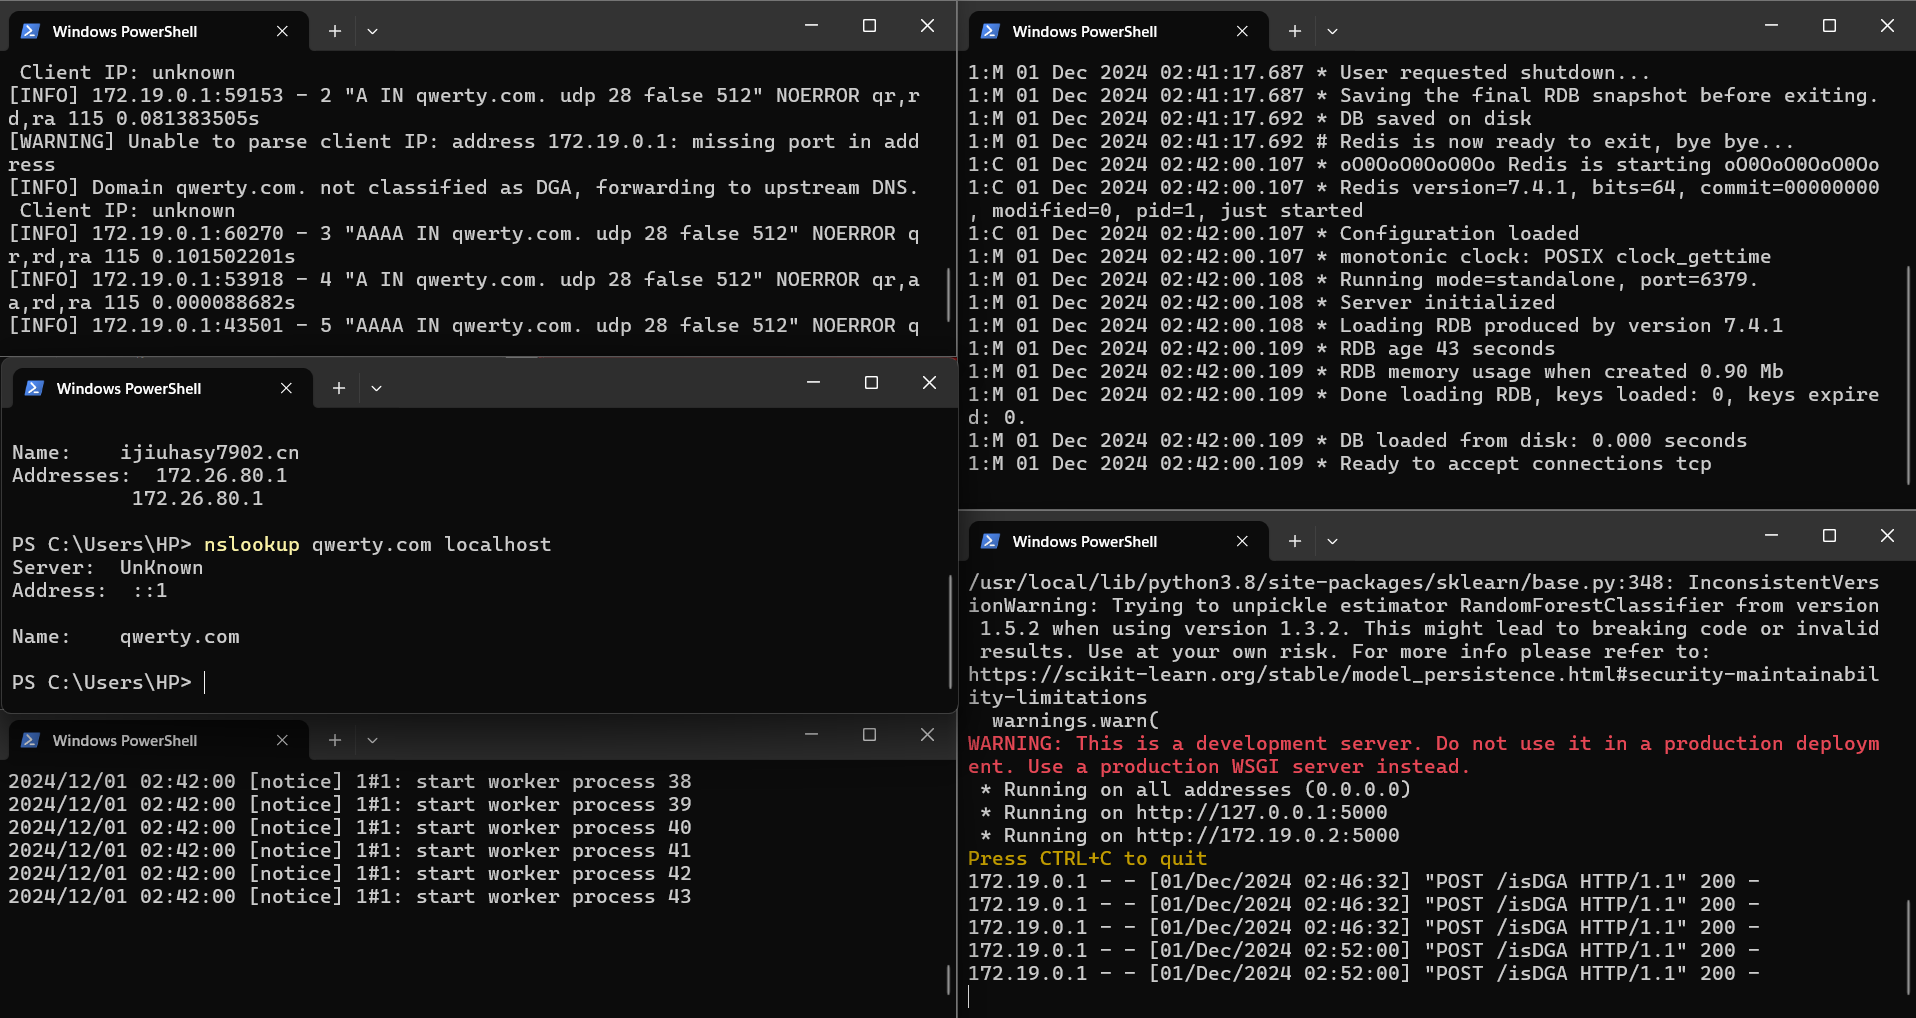 Windows PowerShell
 Client IP: unknown
[INFO] 172.19.0.1:59153 - 2 "A IN qwerty.com. udp 28 false 512" NOERROR qr,r
d,ra 115 0.081383505s
[WARNING] Unable to parse client IP: address 172.19.0.1: missing port in add
ress
[INFO] Domain qwerty.com. not classified as DGA, forwarding to upstream DNS.
 Client IP: unknown
[INFO] 172.19.0.1:60270 - 3 "AAAA IN qwerty.com. udp 28 false 512" NOERROR q
r,rd,ra 115 0.101502201s
[INFO] 172.19.0.1:53918 - 4 "A IN qwerty.com. udp 28 false 512" NOERROR qr,a
a,rd,ra 115 0.000088682s
[INFO] 172.19.0.1:43501 - 5 "AAAA IN qwerty.com. udp 28 false 512" NOERROR q
Windows PowerShell
Name:    ijiuhasy7902.cn
Addresses:  172.26.80.1
          172.26.80.1
PS C:\Users\HP> nslookup qwerty.com localhost
Server:  UnKnown
Address:  ::1
Name:    qwerty.com
PS C:\Users\HP>
Windows PowerShell
2024/12/01 02:42:00 [notice] 1#1: start worker process 38
2024/12/01 02:42:00 [notice] 1#1: start worker process 39
2024/12/01 02:42:00 [notice] 1#1: start worker process 40
2024/12/01 02:42:00 [notice] 1#1: start worker process 41
2024/12/01 02:42:00 [notice] 1#1: start worker process 42
2024/12/01 02:42:00 [notice] 1#1: start worker process 43
Windows PowerShell
1:M 01 Dec 2024 02:41:17.687 * User requested shutdown...
1:M 01 Dec 2024 02:41:17.687 * Saving the final RDB snapshot before exiting.
1:M 01 Dec 2024 02:41:17.692 * DB saved on disk
1:M 01 Dec 2024 02:41:17.692 # Redis is now ready to exit, bye bye...
1:C 01 Dec 2024 02:42:00.107 * oO0OoO0OoO0Oo Redis is starting oO0OoO0OoO0Oo
1:C 01 Dec 2024 02:42:00.107 * Redis version=7.4.1, bits=64, commit=00000000
, modified=0, pid=1, just started
1:C 01 Dec 2024 02:42:00.107 * Configuration loaded
1:M 01 Dec 2024 02:42:00.107 * monotonic clock: POSIX clock_gettime
1:M 01 Dec 2024 02:42:00.108 * Running mode=standalone, port=6379.
1:M 01 Dec 2024 02:42:00.108 * Server initialized
1:M 01 Dec 2024 02:42:00.108 * Loading RDB produced by version 7.4.1
1:M 01 Dec 2024 02:42:00.109 * RDB age 43 seconds
1:M 01 Dec 2024 02:42:00.109 * RDB memory usage when created 0.90 Mb
1:M 01 Dec 2024 02:42:00.109 * Done loading RDB, keys loaded: 0, keys expire
d: 0.
1:M 01 Dec 2024 02:42:00.109 * DB loaded from disk: 0.000 seconds
1:M 01 Dec 2024 02:42:00.109 * Ready to accept connections tcp
Windows PowerShell
/usr/local/lib/python3.8/site-packages/sklearn/base.py:348: InconsistentVers
ionWarning: Trying to unpickle estimator RandomForestClassifier from version
 1.5.2 when using version 1.3.2. This might lead to breaking code or invalid
 results. Use at your own risk. For more info please refer to:
https://scikit-learn.org/stable/model_persistence.html#security-maintainabil
ity-limitations
  warnings.warn(
WARNING: This is a development server. Do not use it in a production deploym
ent. Use a production WSGI server instead.
 * Running on all addresses (0.0.0.0)
 * Running on http://127.0.0.1:5000
 * Running on http://172.19.0.2:5000
Press CTRL+C to quit
172.19.0.1 - - [01/Dec/2024 02:46:32] "POST /isDGA HTTP/1.1" 200 -
172.19.0.1 - - [01/Dec/2024 02:46:32] "POST /isDGA HTTP/1.1" 200 -
172.19.0.1 - - [01/Dec/2024 02:46:32] "POST /isDGA HTTP/1.1" 200 -
172.19.0.1 - - [01/Dec/2024 02:52:00] "POST /isDGA HTTP/1.1" 200 -
172.19.0.1 - - [01/Dec/2024 02:52:00] "POST /isDGA HTTP/1.1" 200 -